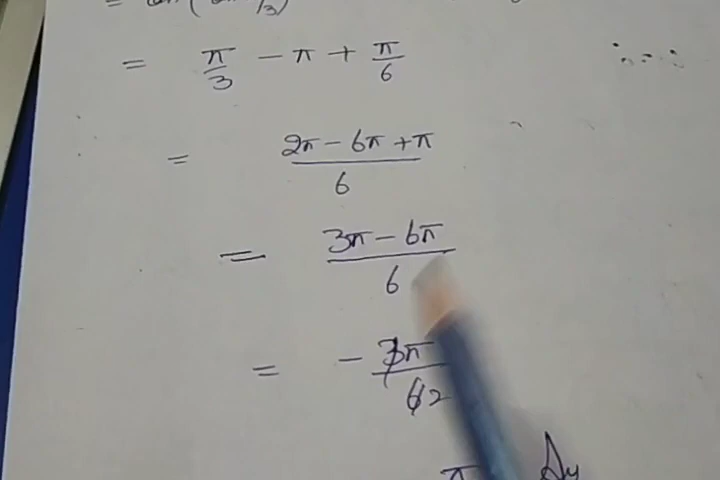 = π/3 - π + π/6
= (2π - 6π + π)/6
= (3π - 6π)/6
= - 3π/6 2
π